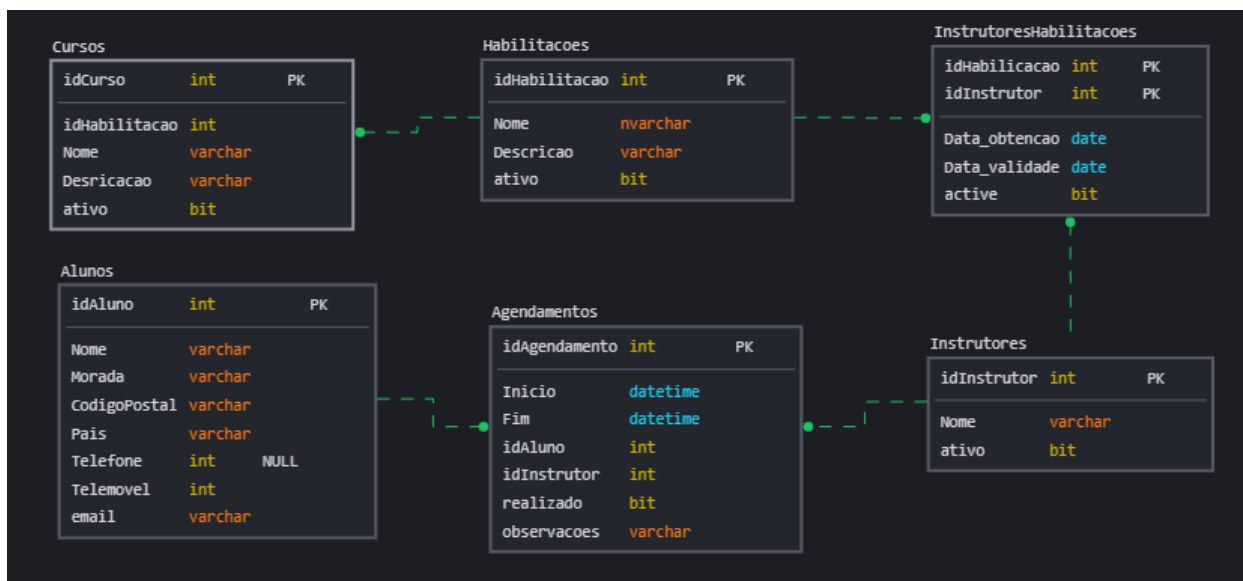 Cursos
idCurso int PK
idHabilitacao int
Nome varchar
Desricacao varchar
ativo bit
Habilitacoes
idHabilitacao int PK
Nome nvarchar
Descricao varchar
ativo bit
InstrutoresHabilitacoes
idHabilicacao int PK
idInstrutor int PK
Data_obtencao date
Data_validade date
active bit
Alunos
idAluno int PK
Nome varchar
Morada varchar
CodigoPostal varchar
Pais varchar
Telefone int NULL
Telemovel int
email varchar
Agendamentos
idAgendamento int PK
Inicio datetime
Fim datetime
idAluno int
idInstrutor int
realizado bit
observacoes varchar
Instrutores
idInstrutor int PK
Nome varchar
ativo bit